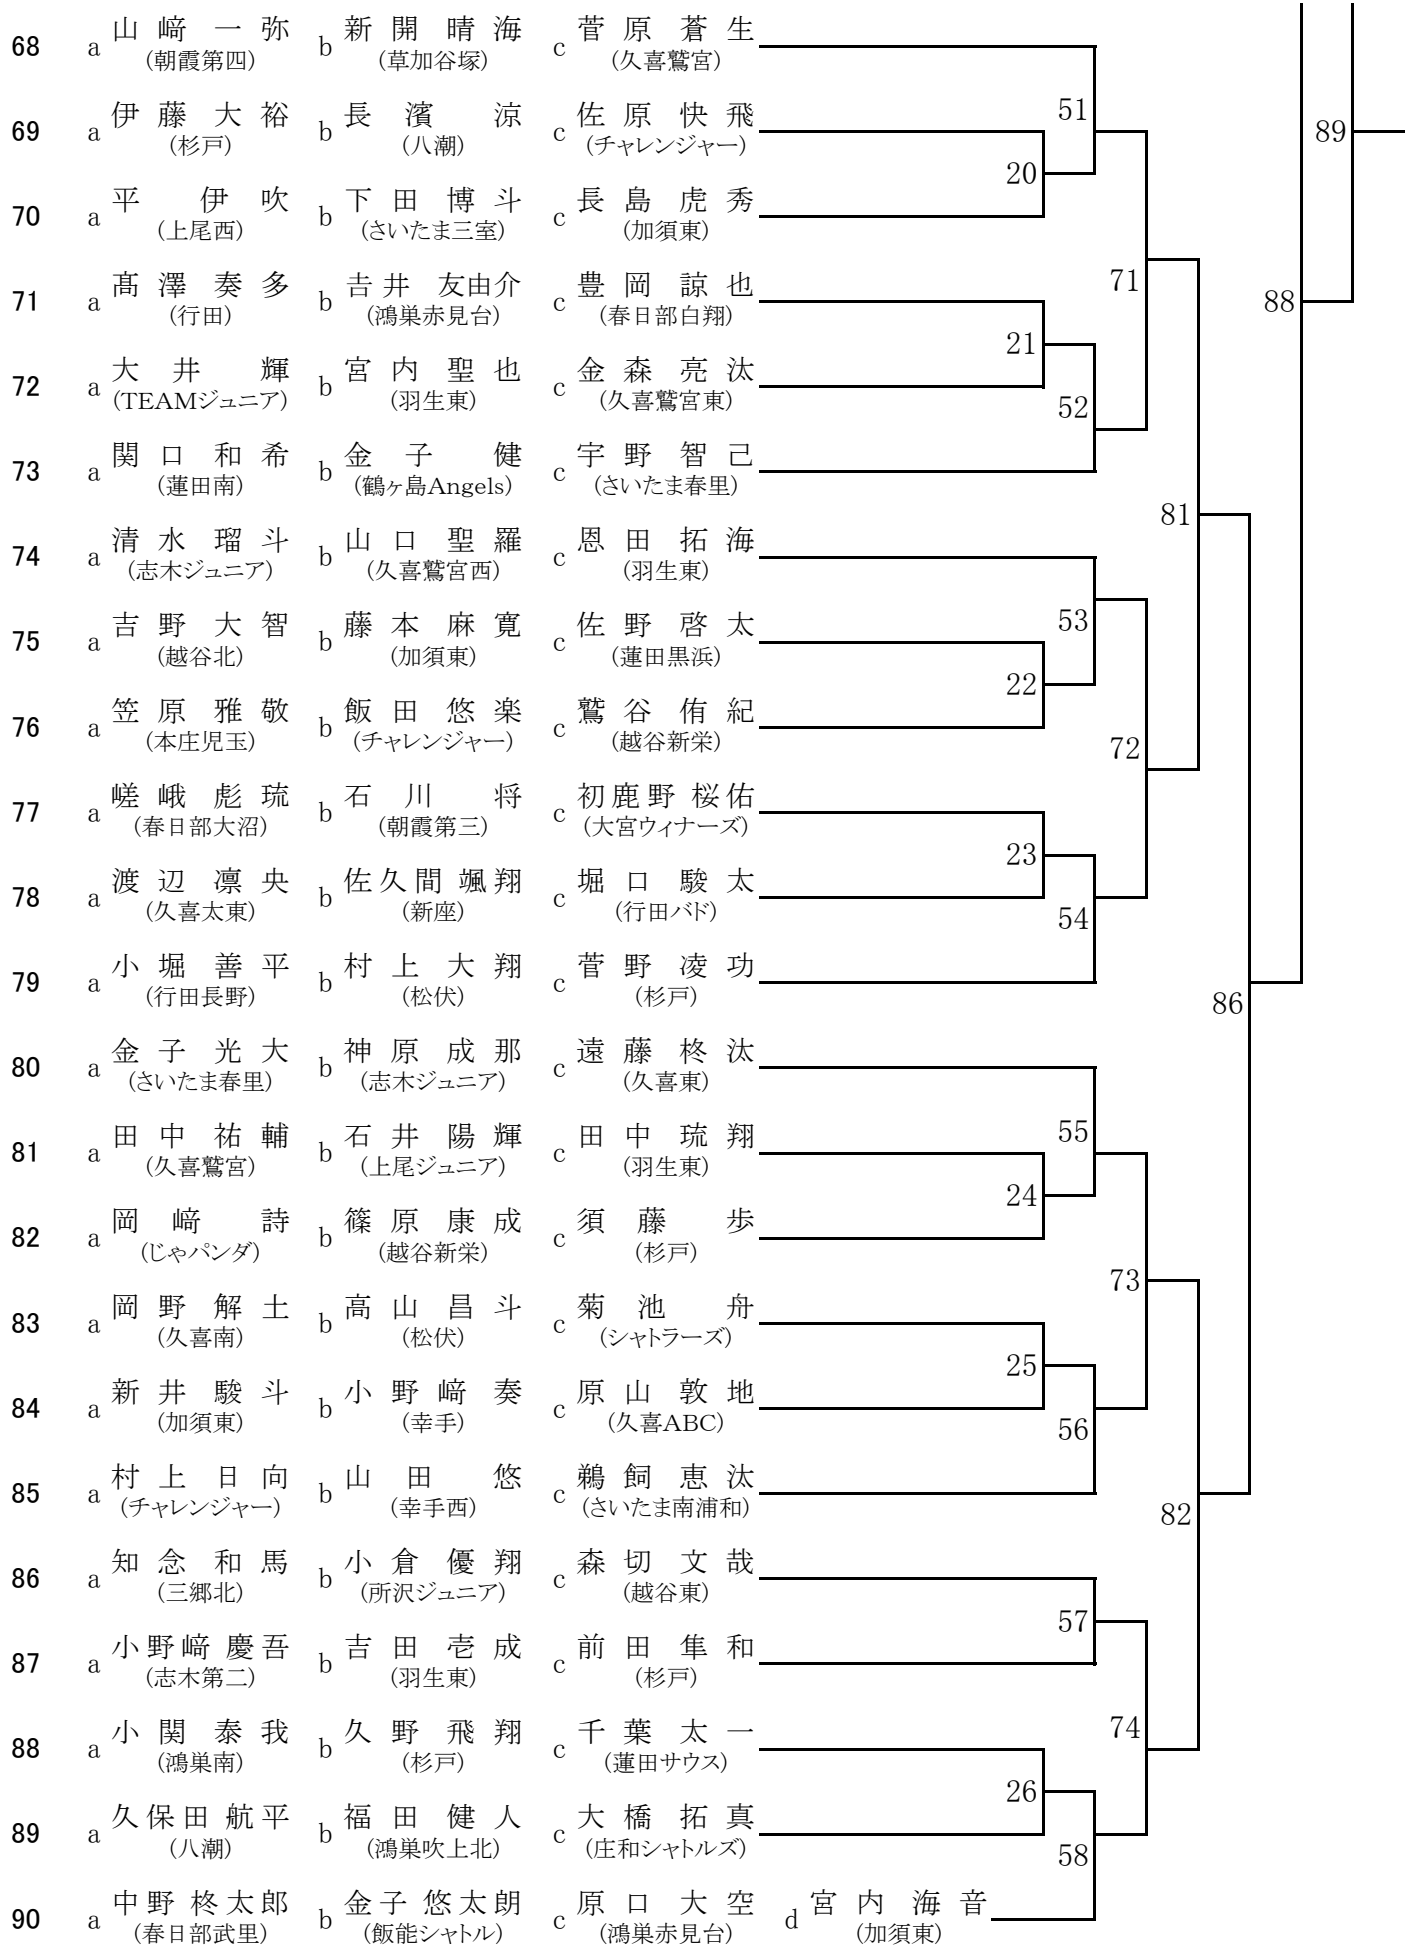 68 a 山﨑 一弥 b 新開 晴海 c 菅原 蒼生
(朝霞第四) (草加谷塚) (久喜鷲宮)
51
69 a 伊藤 大裕 b 長濱 涼 c 佐原 快飛
(杉戸) (八潮) (チャレンジャー)
89
20
70 a 平 伊吹 b 下田 博斗 c 長島 虎秀
(上尾西) (さいたま三室) (加須東)
71 a 髙澤 奏多 b 𠮷井 友由介 c 豊岡 諒也
(行田) (鴻巣赤見台) (春日部白翔)
71
88
21
72 a 大井 輝 b 宮内 聖也 c 金森 亮汰
(TEAMジュニア) (羽生東) (久喜鷲宮東)
52
73 a 関口 和希 b 金子 健 c 宇野 智己
(蓮田南) (鶴ヶ島Angels) (さいたま春里)
81
74 a 清水 瑠斗 b 山口 聖羅 c 恩田 拓海
(志木ジュニア) (久喜鷲宮西) (羽生東)
53
75 a 吉野 大智 b 藤本 麻寛 c 佐野 啓太
(越谷北) (加須東) (蓮田黒浜)
22
76 a 笠原 雅敬 b 飯田 悠楽 c 鷲谷 侑紀
(本庄児玉) (チャレンジャー) (越谷新栄)
72
77 a 嵯峨 彪琉 b 石川 将 c 初鹿野 桜佑
(春日部大沼) (朝霞第三) (大宮ウィナーズ)
23
78 a 渡辺 凛央 b 佐久間 颯翔 c 堀口 駿太
(久喜太東) (新座) (行田バド)
54
79 a 小堀 善平 b 村上 大翔 c 菅野 凌功
(行田長野) (松伏) (杉戸)
86
80 a 金子 光大 b 神原 成那 c 遠藤 柊汰
(さいたま春里) (志木ジュニア) (久喜東)
55
81 a 田中 祐輔 b 石井 陽輝 c 田中 琉翔
(久喜鷲宮) (上尾ジュニア) (羽生東)
24
82 a 岡﨑 詩 b 篠原 康成 c 須藤 歩
(じゃパンダ) (越谷新栄) (杉戸)
73
83 a 岡野 解土 b 高山 昌斗 c 菊池 舟
(久喜南) (松伏) (シャトラーズ)
25
84 a 新井 駿斗 b 小野﨑 奏 c 原山 敦地
(加須東) (幸手) (久喜ABC)
56
85 a 村上 日向 b 山田 悠 c 鵜飼 恵汰
(チャレンジャー) (幸手西) (さいたま南浦和)
82
86 a 知念 和馬 b 小倉 優翔 c 森切 文哉
(三郷北) (所沢ジュニア) (越谷東)
57
87 a 小野﨑 慶吾 b 吉田 壱成 c 前田 隼和
(志木第二) (羽生東) (杉戸)
74
88 a 小関 泰我 b 久野 飛翔 c 千葉 太一
(鴻巣南) (杉戸) (蓮田サウス)
26
89 a 久保田 航平 b 福田 健人 c 大橋 拓真
(八潮) (鴻巣吹上北) (庄和シャトルズ)
58
90 a 中野 柊太郎 b 金子 悠太朗 c 原口 大空 d 宮内 海音
(春日部武里) (飯能シャトル) (鴻巣赤見台) (加須東)